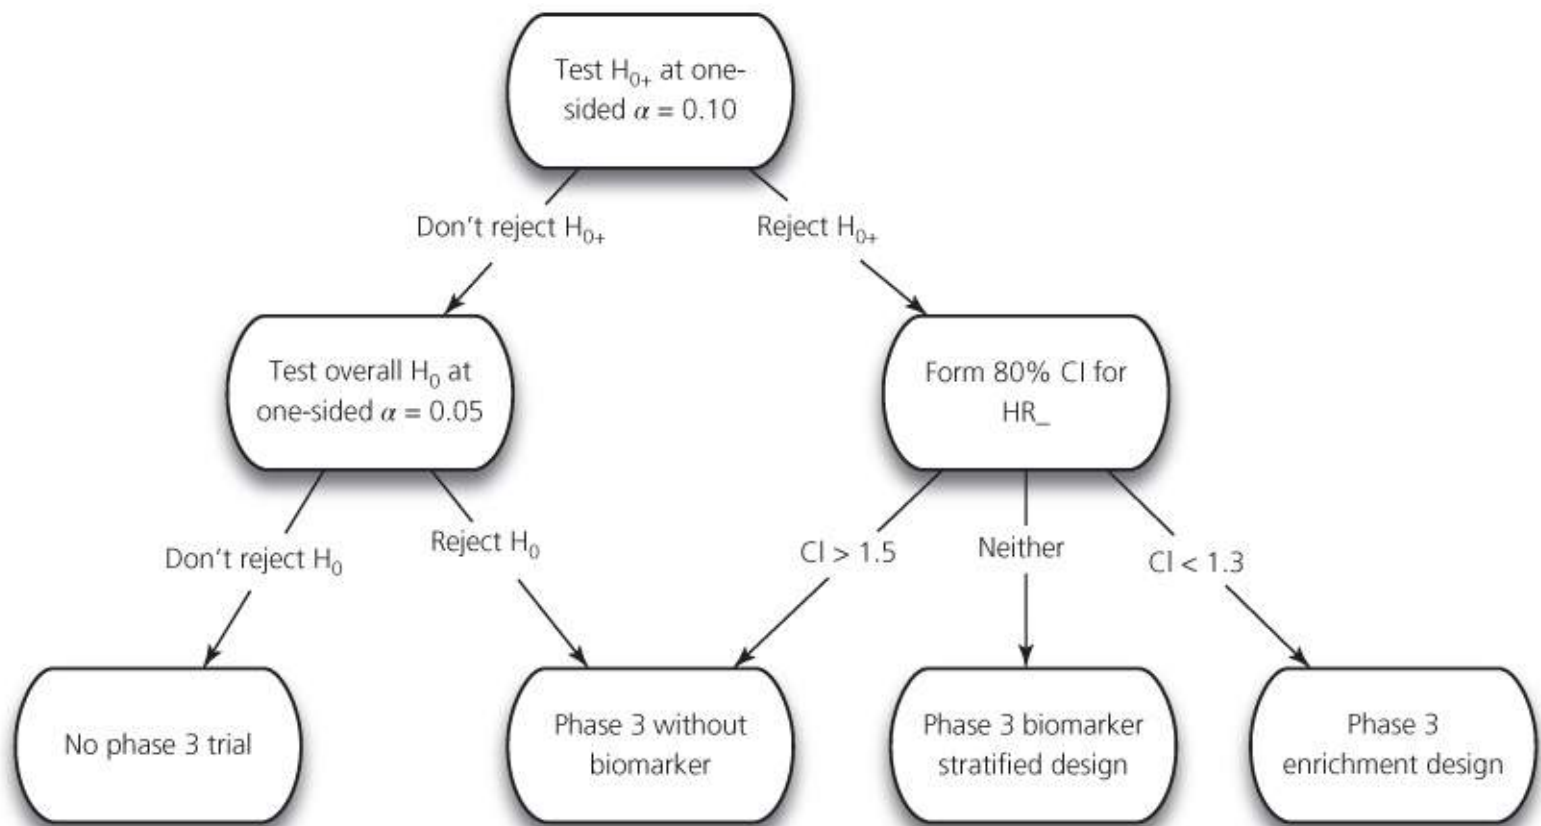 Test H₀₊ at one-
sided α = 0.10
Don't reject H₀₊
Reject H₀₊
Test overall H₀ at
one-sided α = 0.05
Form 80% CI for
HR_
Don't reject H₀
Reject H₀
CI > 1.5
Neither
CI < 1.3
No phase 3 trial
Phase 3 without
biomarker
Phase 3 biomarker
stratified design
Phase 3
enrichment design